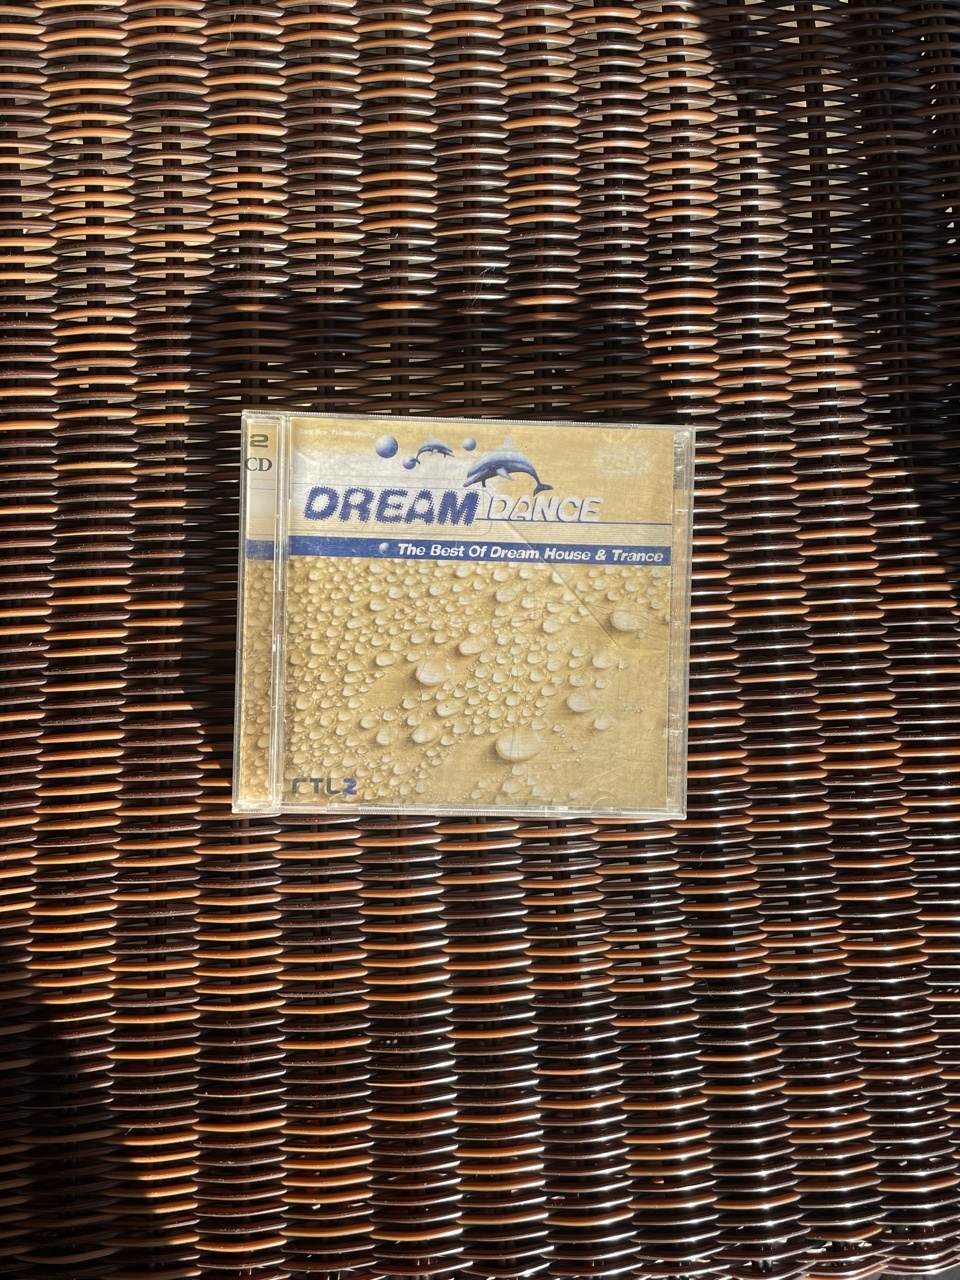 2
CD
DREAM DANCE
The Best Of Dream House & Trance
RTL2